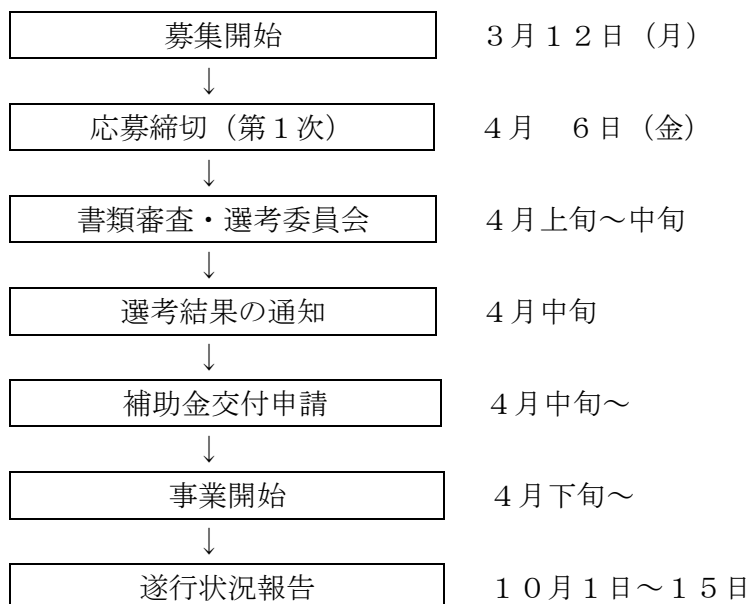 募集開始 ３月１２日（月）
↓
応募締切（第１次） ４月　６日（金）
↓
書類審査・選考委員会 ４月上旬～中旬
↓
選考結果の通知 ４月中旬
↓
補助金交付申請 ４月中旬～
↓
事業開始 ４月下旬～
↓
遂行状況報告 １０月１日～１５日